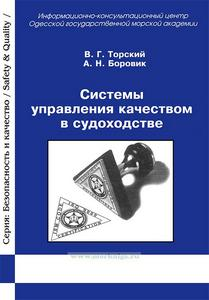 Информационно-консультационный центр
Одесской государственной морской академии
В. Г. Торский
А. Н. Боровик
Системы
управления качеством
в судоходстве
Серия: Безопасность и качество / Safety & Quality /